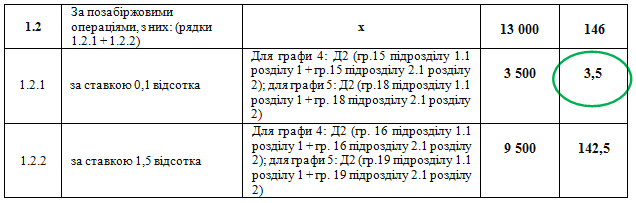 1.2 За позабіржовими операціями, з них: (рядки 1.2.1 + 1.2.2) х 13 000 146
1.2.1 за ставкою 0,1 відсотка Для графи 4: Д2 (гр.15 підрозділу 1.1 розділу 1 + гр.15 підрозділу 2.1 розділу 2); для графи 5: Д2 (гр.18 підрозділу 1.1 розділу 1 + гр. 18 підрозділу 2.1 розділу 2) 3 500 3,5
1.2.2 за ставкою 1,5 відсотка Для графи 4: Д2 (гр. 16 підрозділу 1.1 розділу 1 + гр. 16 підрозділу 2.1 розділу 2); для графи 5: Д2 (гр.19 підрозділу 1.1 розділу 1 + гр. 19 підрозділу 2.1 розділу 2) 9 500 142,5